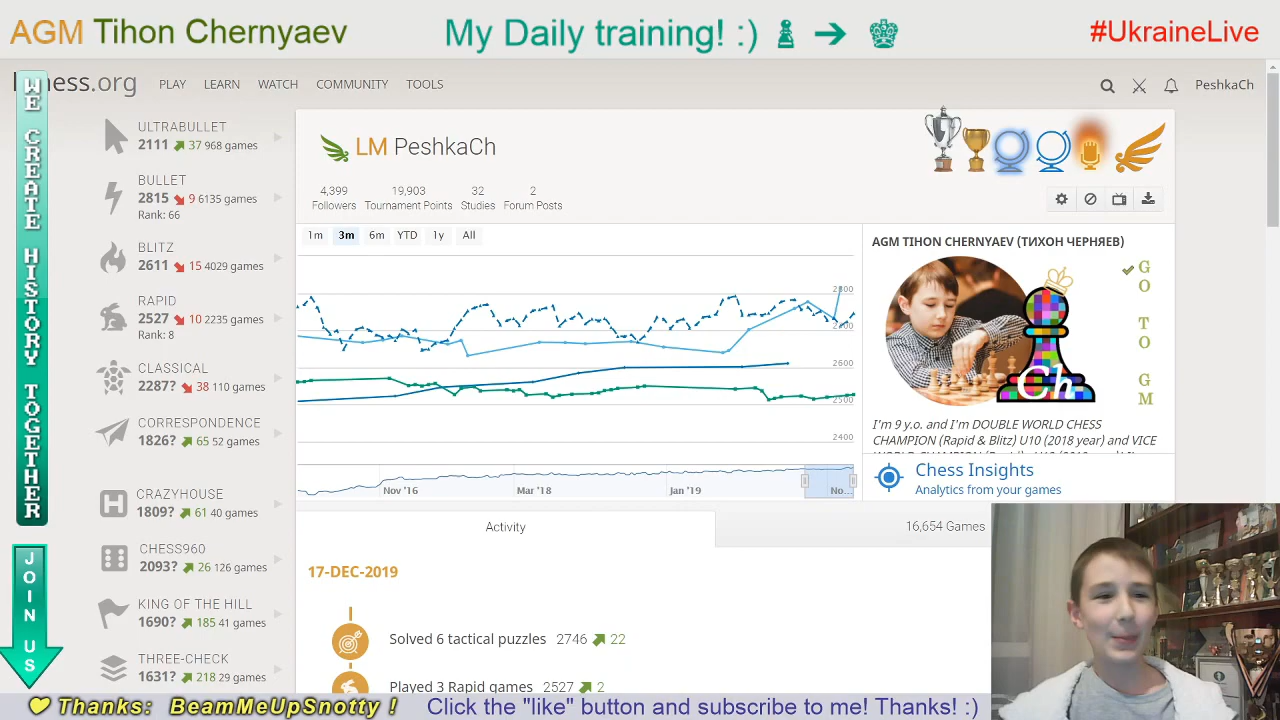 AGM Tihon Chernyaev
My Daily training! :)
#UkraineLive
WE CREATE HISTORY TOGETHER
JOIN US
ness.org
PLAY LEARN WATCH COMMUNITY TOOLS
PeshkaCh
ULTRABULLET
2111 37 968 games
BULLET
2815 9 6135 games
Rank: 66
BLITZ
2611 15 4029 games
RAPID
2527 10 2235 games
Rank: 8
CLASSICAL
2287? 38 110 games
CORRESPONDENCE
1826? 65 52 games
CRAZYHOUSE
1809? 61 40 games
CHESS960
2093? 26 126 games
KING OF THE HILL
1690? 185 41 games
THREE-CHECK
1631? 218 29 games
LM PeshkaCh
4,399 19,903 32 2
Followers Tournament Points Studies Forum Posts
1m 3m 6m YTD 1y All
2800
2700
2600
2500
2400
Nov '16 Mar '18 Jan '19 No...
AGM TIHON CHERNYAEV (ТИХОН ЧЕРНЯЕВ)
Ch
GO TO GM
I'm 9 y.o. and I'm DOUBLE WORLD CHESS
CHAMPION (Rapid & Blitz) U10 (2018 year) and VICE
Chess Insights
Analytics from your games
Activity
16,654 Games
17-DEC-2019
Solved 6 tactical puzzles 2746 22
Played 3 Rapid games 2527 2
Thanks: BeamMeUpSnotty !
Click the "like" button and subscribe to me! Thanks! :)